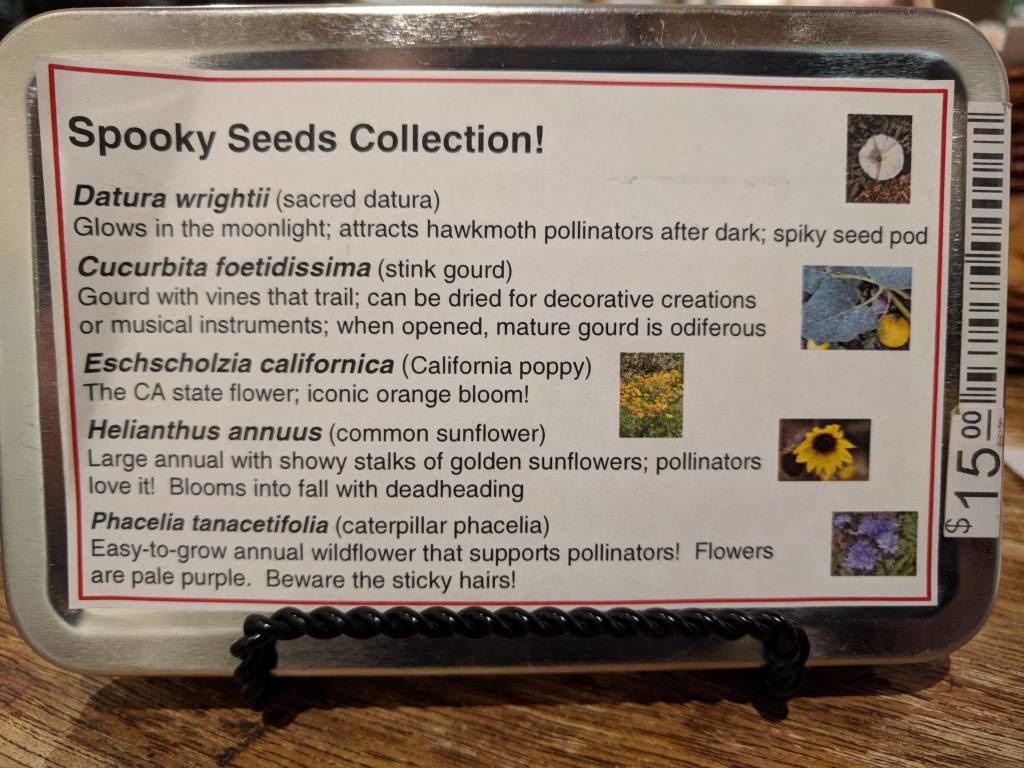 Spooky Seeds Collection!
Datura wrightii (sacred datura)
Glows in the moonlight; attracts hawkmoth pollinators after dark; spiky seed pod
Cucurbita foetidissima (stink gourd)
Gourd with vines that trail; can be dried for decorative creations
or musical instruments; when opened, mature gourd is odiferous
Eschscholzia californica (California poppy)
The CA state flower; iconic orange bloom!
Helianthus annuus (common sunflower)
Large annual with showy stalks of golden sunflowers; pollinators
love it! Blooms into fall with deadheading
Phacelia tanacetifolia (caterpillar phacelia)
Easy-to-grow annual wildflower that supports pollinators! Flowers
are pale purple. Beware the sticky hairs!
$1500